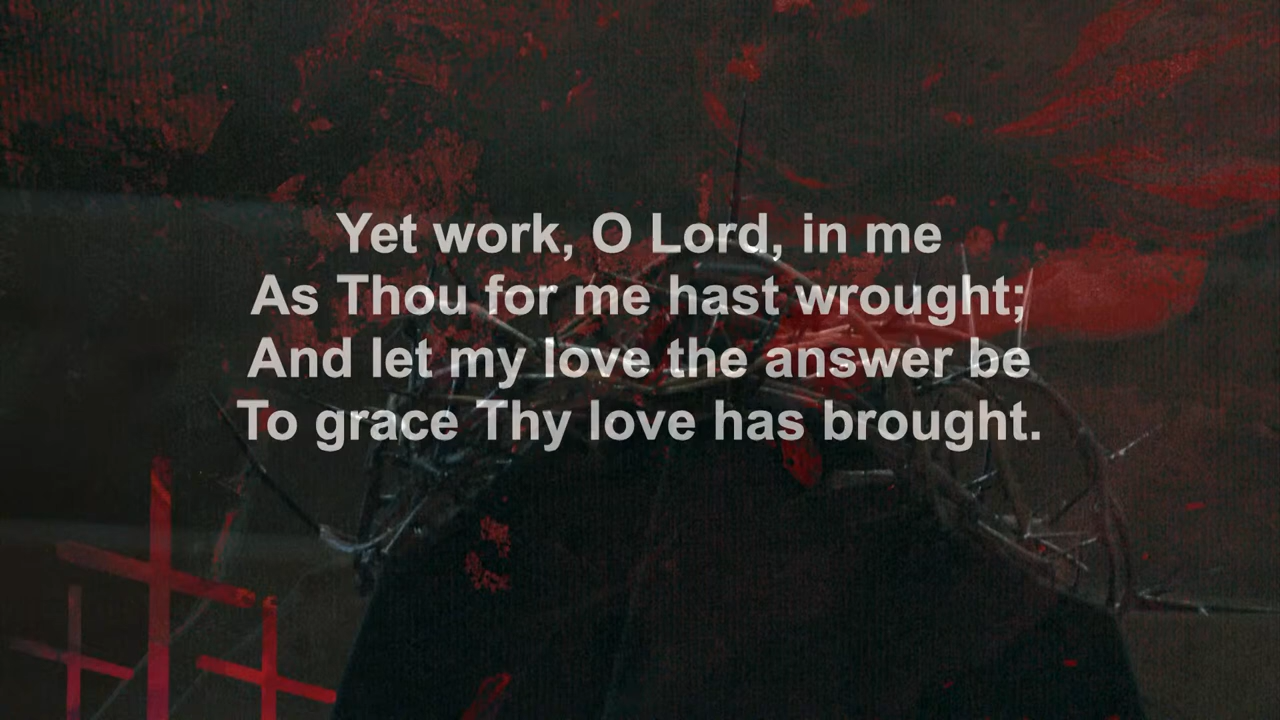 Yet work, O Lord, in me
As Thou for me hast wrought;
And let my love the answer be
To grace Thy love has brought.